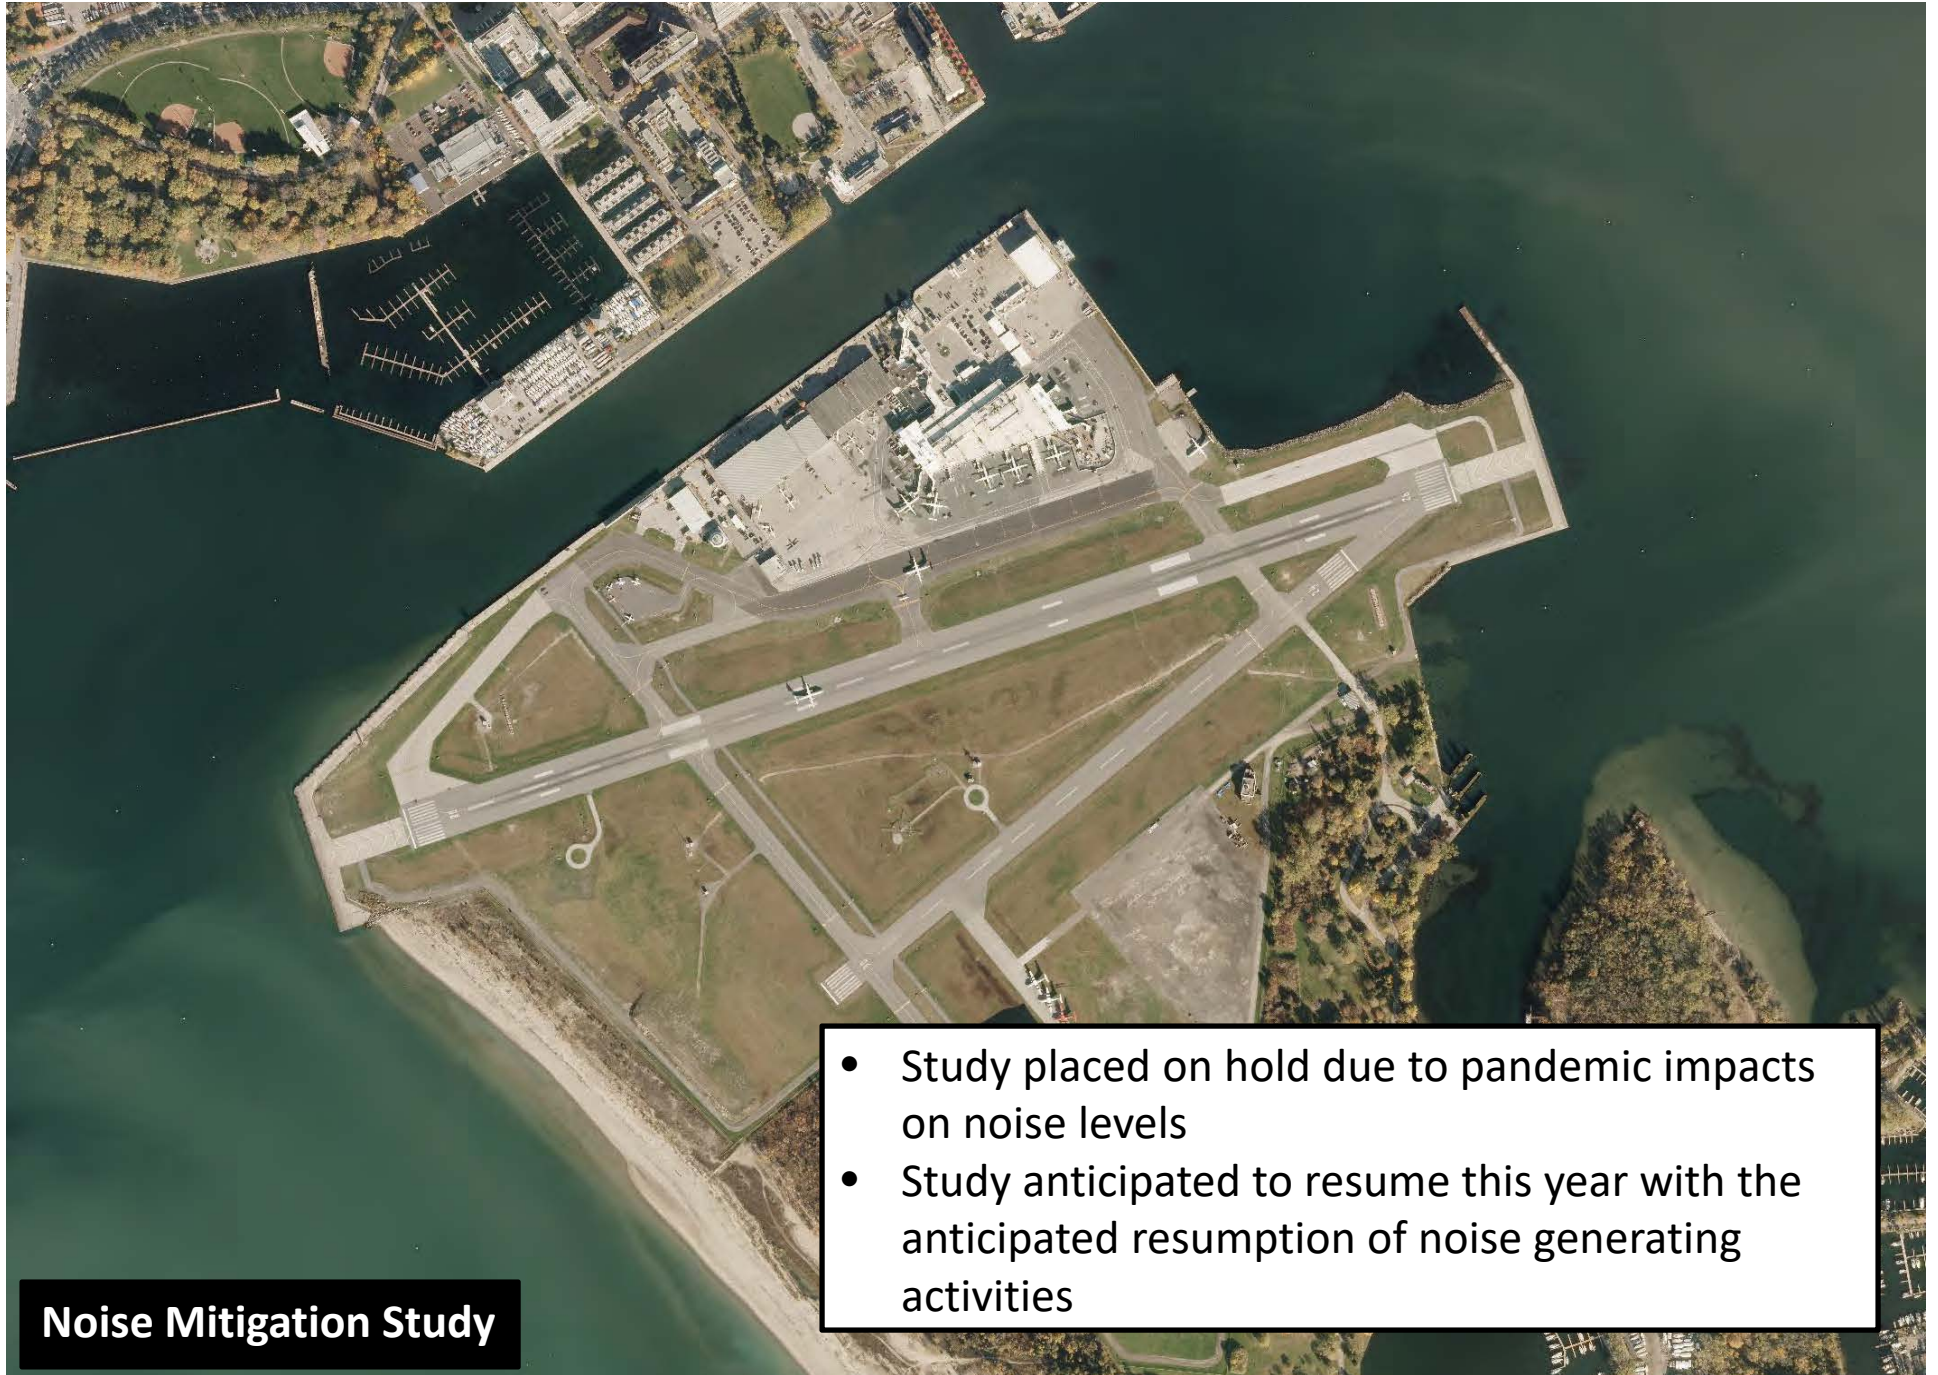 • Study placed on hold due to pandemic impacts
on noise levels
• Study anticipated to resume this year with the
anticipated resumption of noise generating
activities
Noise Mitigation Study